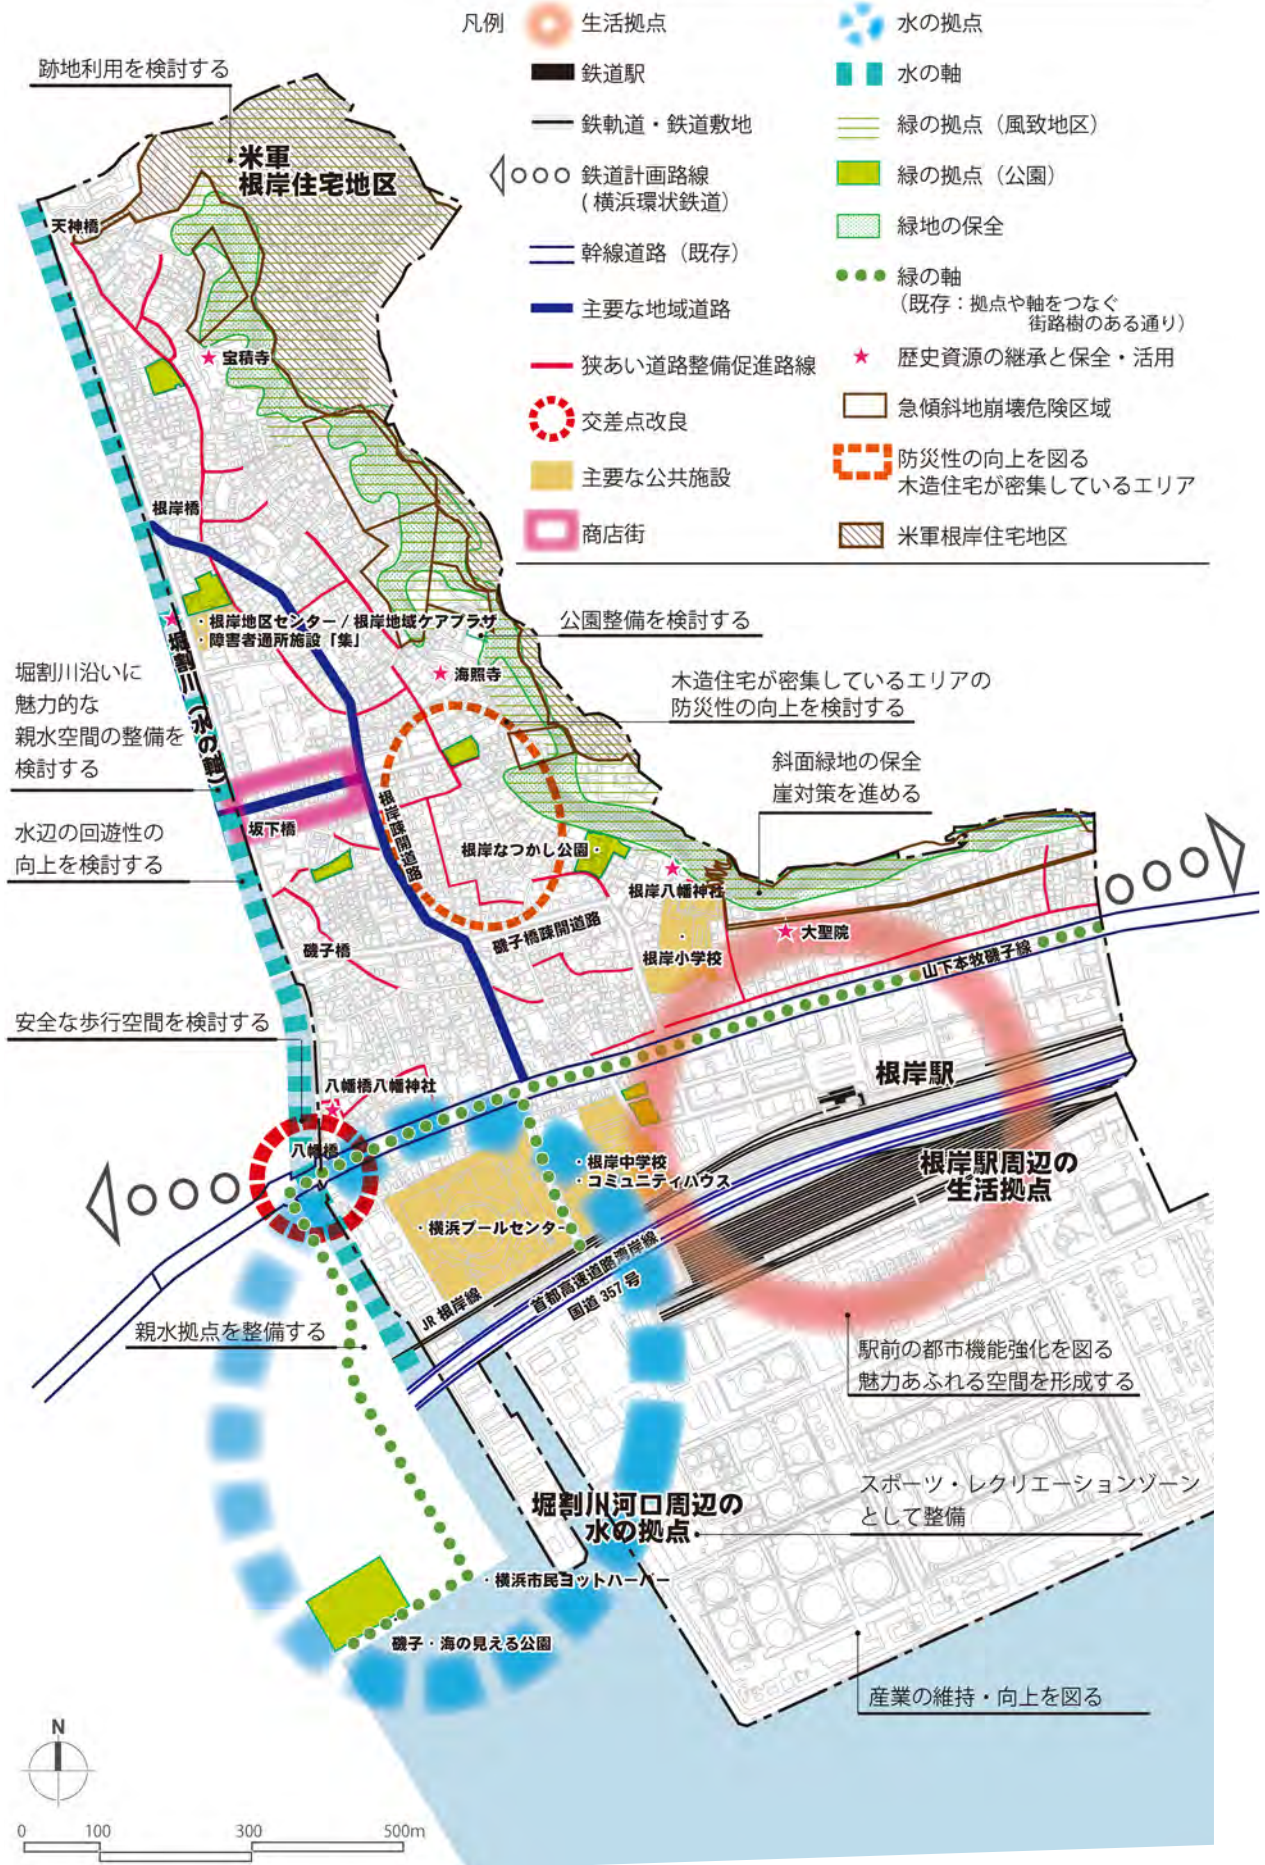 凡例
生活拠点
鉄道駅
鉄軌道・鉄道敷地
鉄道計画路線
(横浜環状鉄道)
幹線道路（既存）
主要な地域道路
狭あい道路整備促進路線
交差点改良
主要な公共施設
商店街
水の拠点
水の軸
緑の拠点（風致地区）
緑の拠点（公園）
緑地の保全
緑の軸
（既存：拠点や軸をつなぐ
街路樹のある通り）
歴史資源の継承と保全・活用
急傾斜地崩壊危険区域
防災性の向上を図る
木造住宅が密集しているエリア
米軍根岸住宅地区
跡地利用を検討する
米軍
根岸住宅地区
天神橋
宝積寺
根岸橋
・根岸地区センター / 根岸地域ケアプラザ
・障害者通所施設「集」
公園整備を検討する
堀割川（水の軸）
海照寺
堀割川沿いに
魅力的な
親水空間の整備を
検討する
木造住宅が密集しているエリアの
防災性の向上を検討する
斜面緑地の保全
崖対策を進める
根岸疎開道路
坂下橋
水辺の回遊性の
向上を検討する
根岸なつかし公園・
根岸八幡神社
大聖院
磯子橋疎開道路
磯子橋
・
根岸小学校
山下本牧磯子線
安全な歩行空間を検討する
根岸駅
八幡橋八幡神社
八幡橋
・根岸中学校
・コミュニティハウス
根岸駅周辺の
生活拠点
・横浜プールセンター
首都高速道路湾岸線
国道 357 号
JR 根岸線
親水拠点を整備する
駅前の都市機能強化を図る
魅力あふれる空間を形成する
スポーツ・レクリエーションゾーン
として整備
堀割川河口周辺の
水の拠点・
・横浜市民ヨットハーバー
磯子・海の見える公園
産業の維持・向上を図る
N
0 100 300 500m